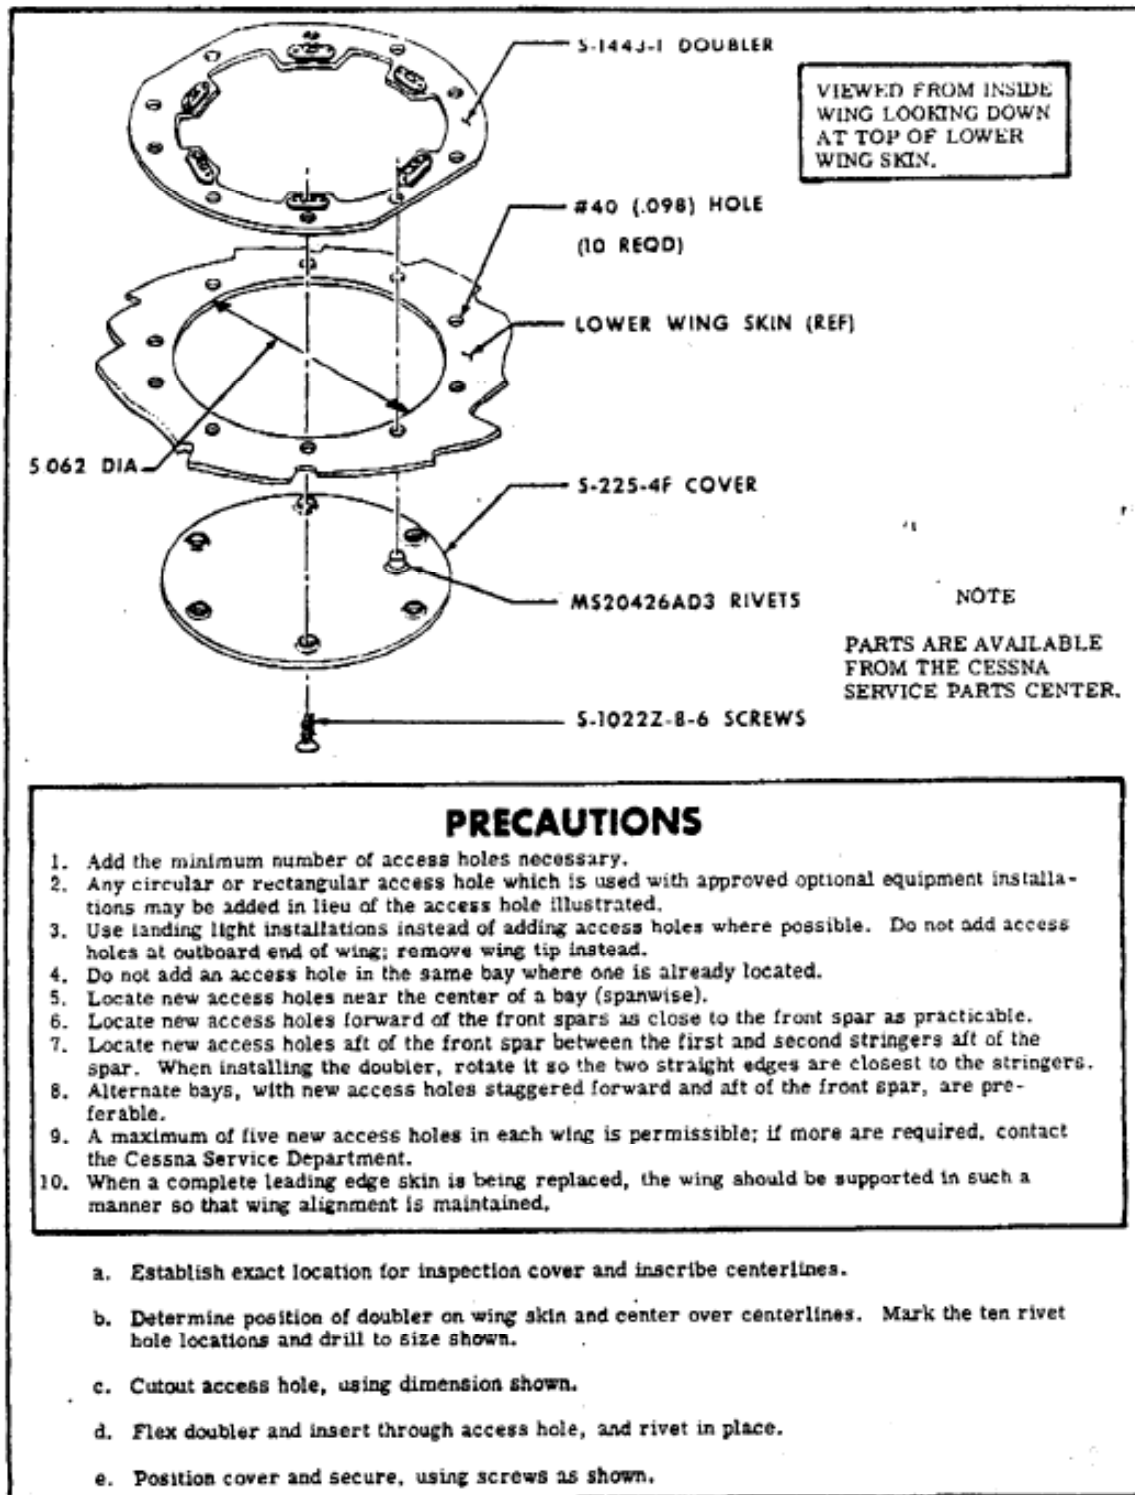 S-1443-1 DOUBLER
VIEWED FROM INSIDE
WING LOOKING DOWN
AT TOP OF LOWER
WING SKIN.
#40 (.098) HOLE
(10 REQD)
LOWER WING SKIN (REF)
5.062 DIA
S-225-4F COVER
MS20426AD3 RIVETS
NOTE
PARTS ARE AVAILABLE
FROM THE CESSNA
SERVICE PARTS CENTER.
S-1022Z-8-6 SCREWS
PRECAUTIONS
1. Add the minimum number of access holes necessary.
2. Any circular or rectangular access hole which is used with approved optional equipment installa-
tions may be added in lieu of the access hole illustrated.
3. Use landing light installations instead of adding access holes where possible. Do not add access
holes at outboard end of wing; remove wing tip instead.
4. Do not add an access hole in the same bay where one is already located.
5. Locate new access holes near the center of a bay (spanwise).
6. Locate new access holes forward of the front spars as close to the front spar as practicable.
7. Locate new access holes aft of the front spar between the first and second stringers aft of the
spar. When installing the doubler, rotate it so the two straight edges are closest to the stringers.
8. Alternate bays, with new access holes staggered forward and aft of the front spar, are pre-
ferable.
9. A maximum of five new access holes in each wing is permissible; if more are required, contact
the Cessna Service Department.
10. When a complete leading edge skin is being replaced, the wing should be supported in such a
manner so that wing alignment is maintained.
a. Establish exact location for inspection cover and inscribe centerlines.
b. Determine position of doubler on wing skin and center over centerlines. Mark the ten rivet
hole locations and drill to size shown.
c. Cutout access hole, using dimension shown.
d. Flex doubler and insert through access hole, and rivet in place.
e. Position cover and secure, using screws as shown.